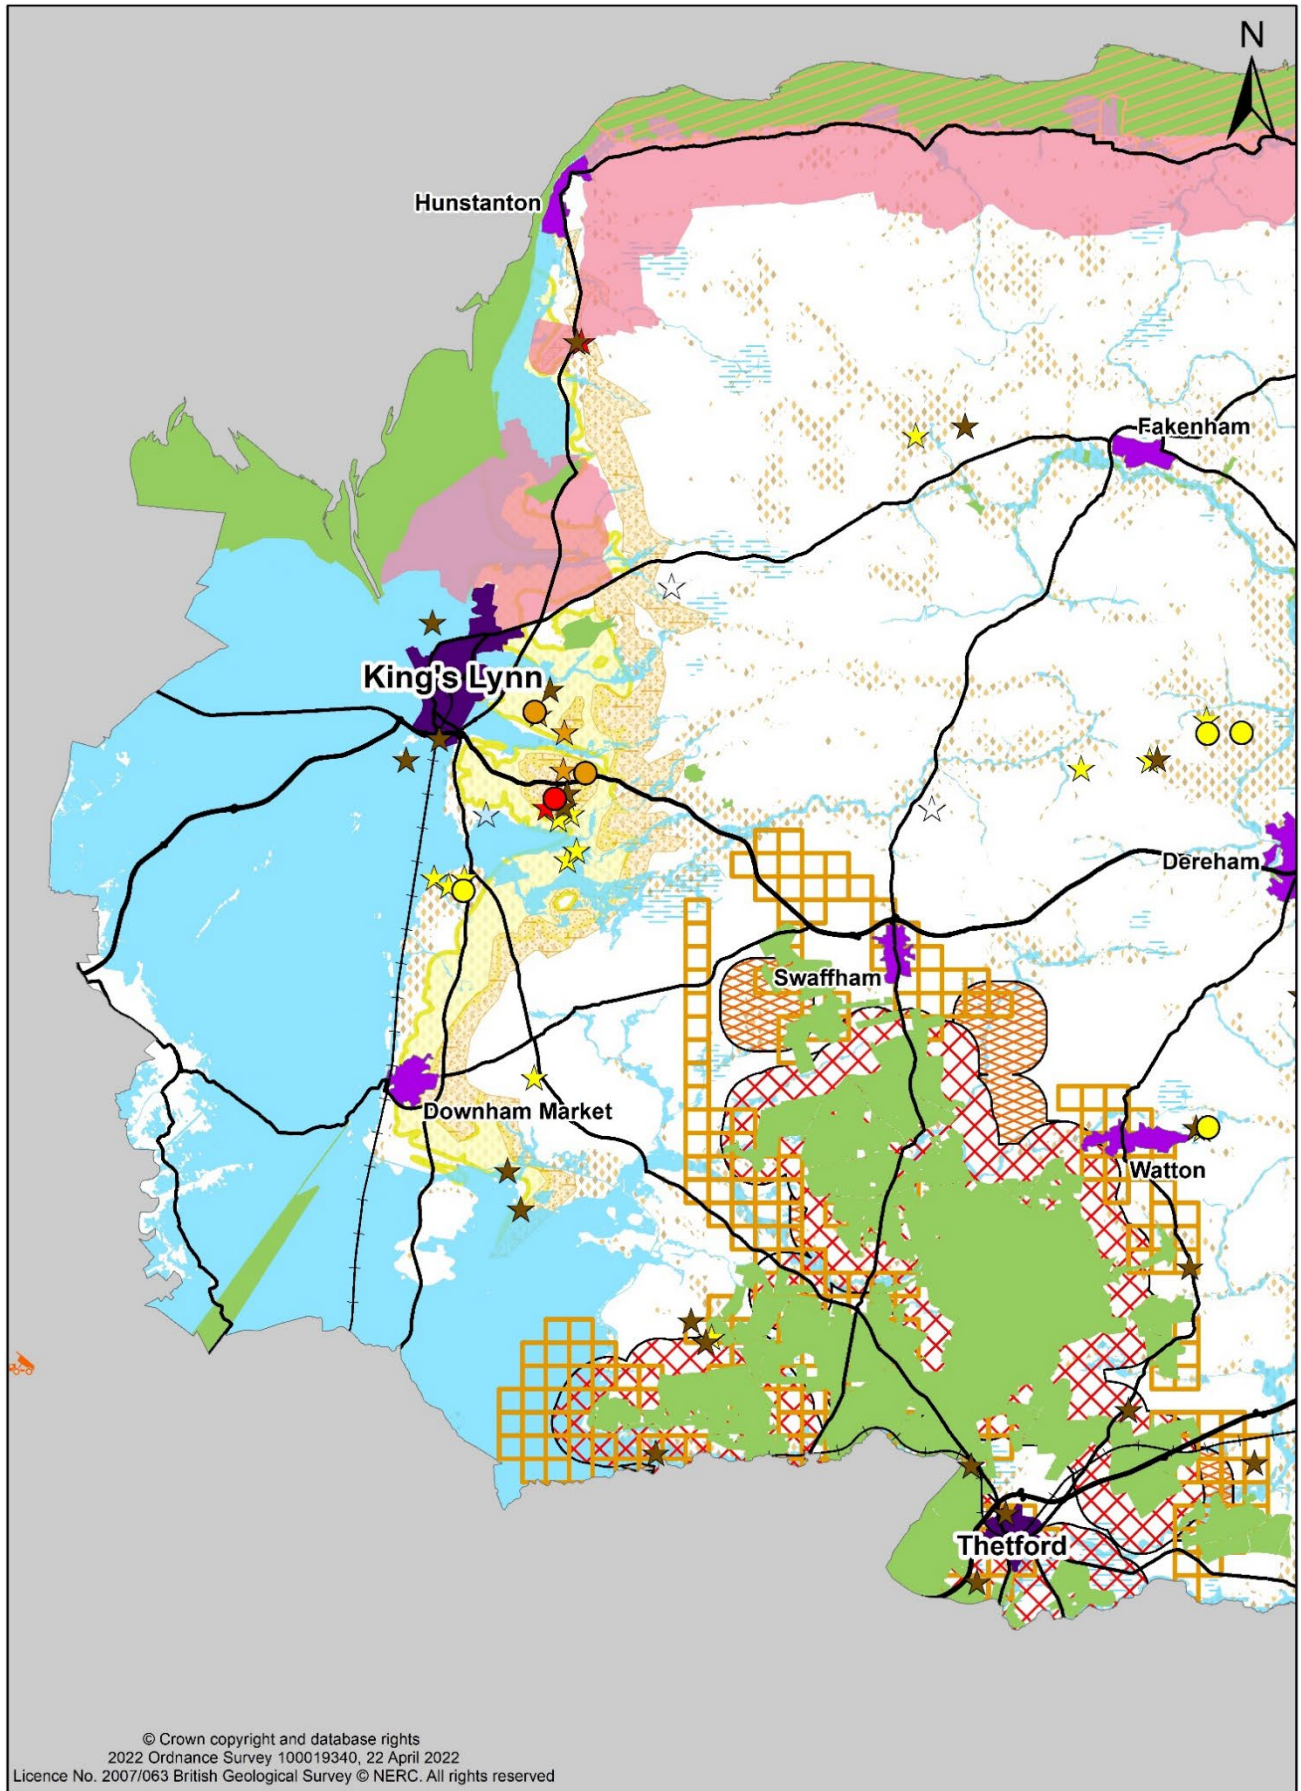 N
Hunstanton
Fakenham
King's Lynn
Dereham
Swaffham
Downham Market
Watton
Thetford
© Crown copyright and database rights
2022 Ordnance Survey 100019340, 22 April 2022
Licence No. 2007/063 British Geological Survey © NERC. All rights reserved